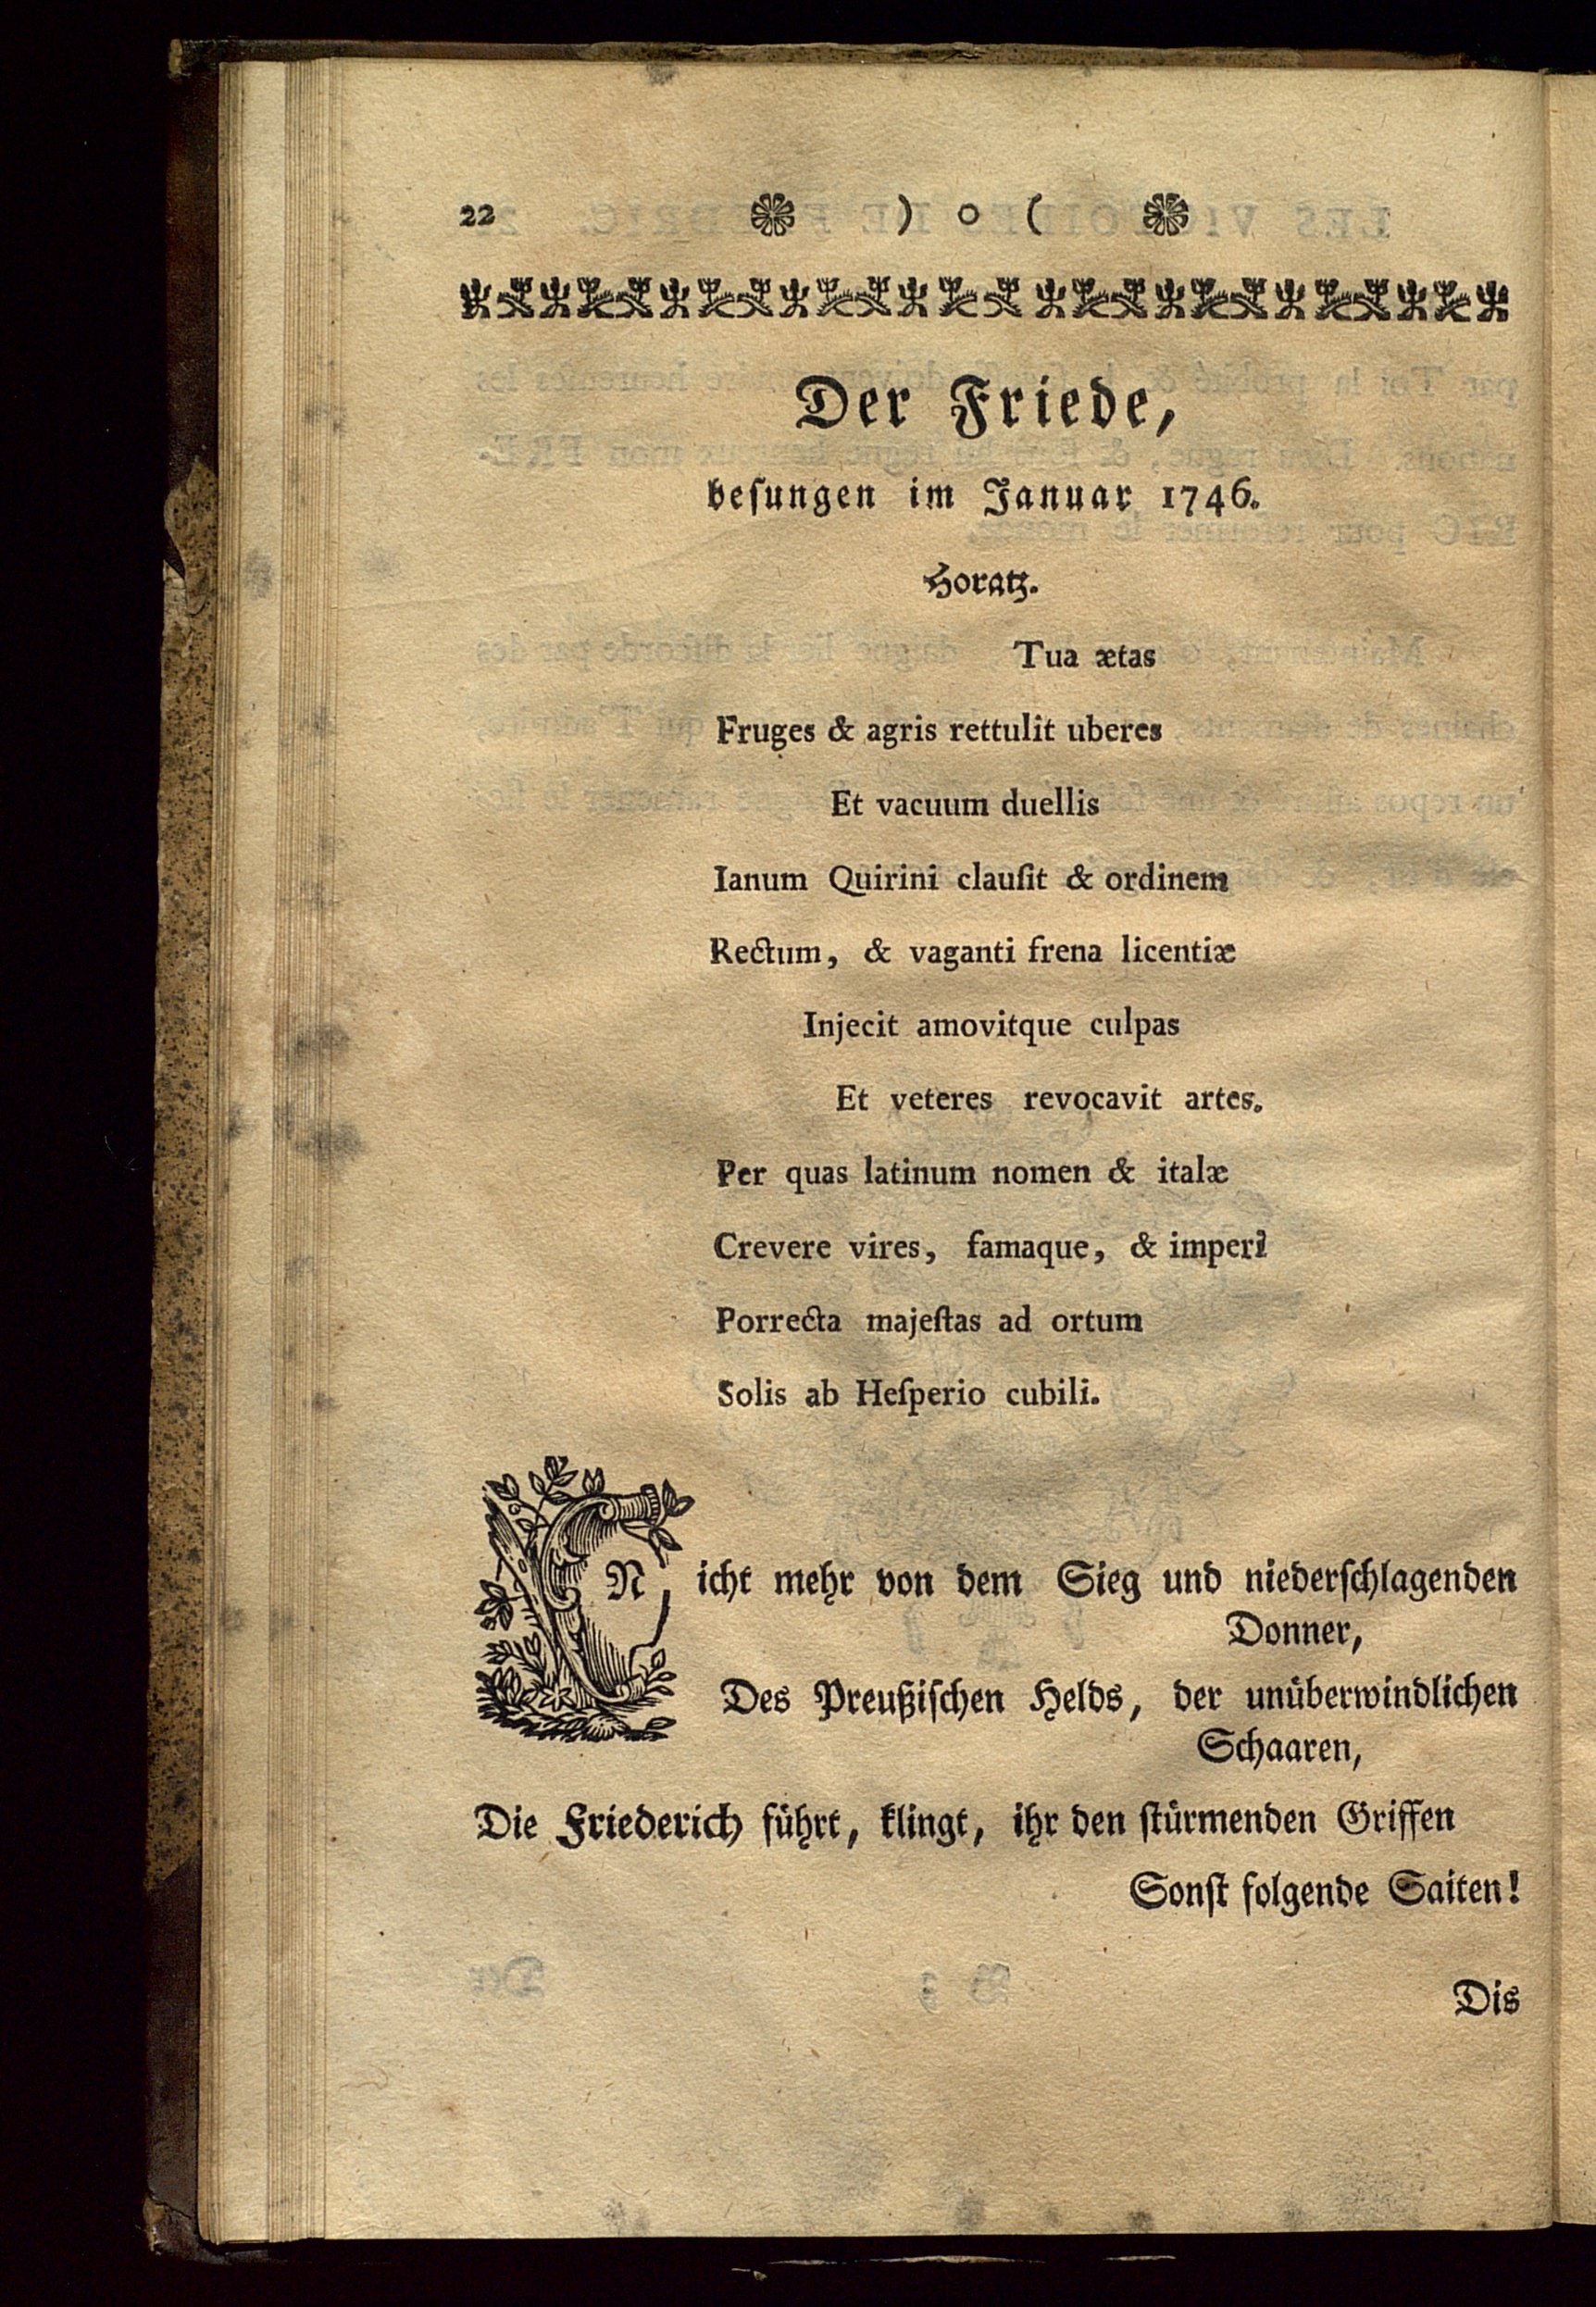 22 ) o (
Der Friede,
beſungen im Januar 1746.
Horatz.
Tua ætas
Fruges & agris rettulit uberes
Et vacuum duellis
Ianum Quirini clauſit & ordinem
Rectum, & vaganti frena licentiæ
Injecit amovitque culpas
Et veteres revocavit artes.
Per quas latinum nomen & italæ
Crevere vires, famaque, & imperî
Porrecta majeſtas ad ortum
Solis ab Heſperio cubili.
Nicht mehr von dem Sieg und niederſchlagenden
Donner,
Des Preußiſchen Helds, der unüberwindlichen
Schaaren,
Die Friederich führt, klingt, ihr den ſtürmenden Griffen
Sonſt folgende Saiten!
Dis